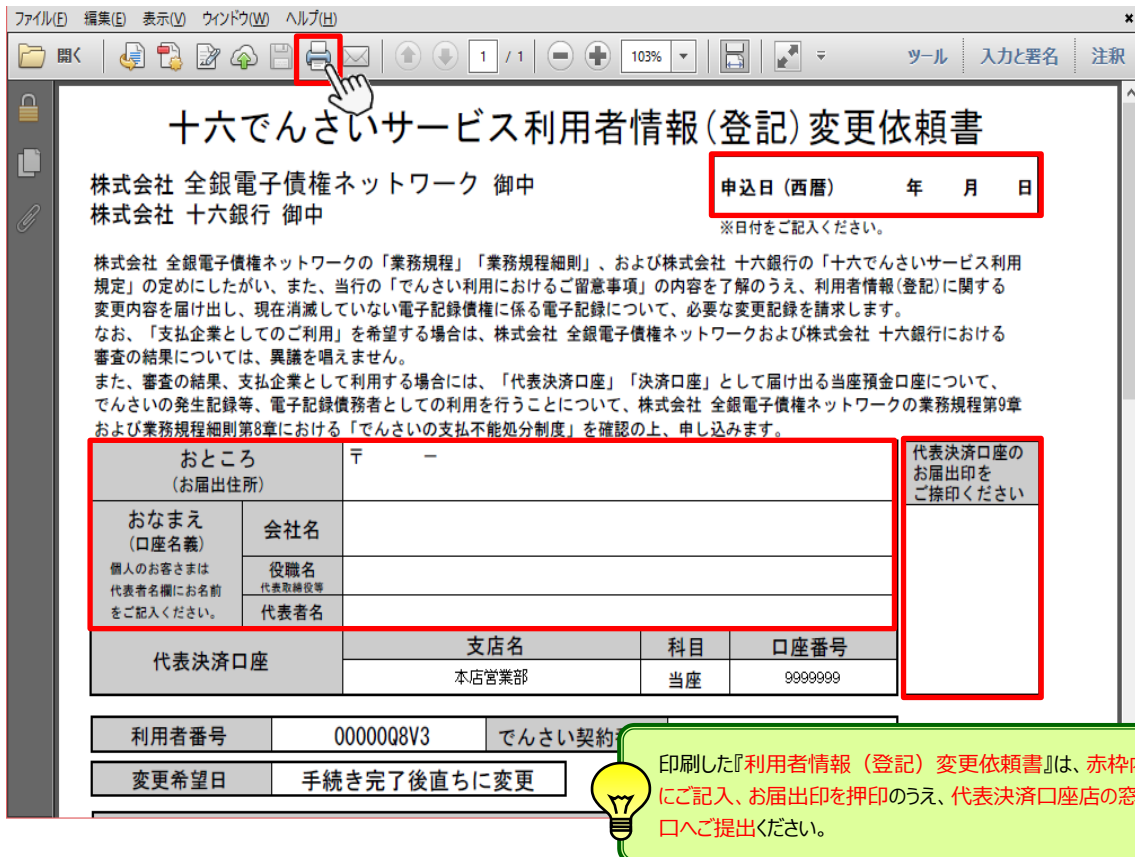 ファイル(F) 編集(E) 表示(V) ウィンドウ(W) ヘルプ(H)
開く 1 / 1 103% ツール 入力と署名 注釈
十六でんさいサービス利用者情報(登記)変更依頼書
株式会社 全銀電子債権ネットワーク 御中
株式会社 十六銀行 御中
申込日(西暦) 年 月 日
※日付をご記入ください。
株式会社 全銀電子債権ネットワークの「業務規程」「業務規程細則」、および株式会社 十六銀行の「十六でんさいサービス利用
規定」の定めにしたがい、また、当行の「でんさい利用におけるご留意事項」の内容を了解のうえ、利用者情報(登記)に関する
変更内容を届け出し、現在消滅していない電子記録債権に係る電子記録について、必要な変更記録を請求します。
なお、「支払企業としてのご利用」を希望する場合は、株式会社 全銀電子債権ネットワークおよび株式会社 十六銀行における
審査の結果については、異議を唱えません。
また、審査の結果、支払企業として利用する場合には、「代表決済口座」「決済口座」として届け出る当座預金口座について、
でんさいの発生記録等、電子記録債務者としての利用を行うことについて、株式会社 全銀電子債権ネットワークの業務規程第9章
および業務規程細則第8章における「でんさいの支払不能処分制度」を確認の上、申し込みます。
おところ
(お届出住所)
〒 －
代表決済口座の
お届出印を
ご捺印ください
おなまえ
(口座名義)
個人のお客さまは
代表者名欄にお名前
をご記入ください。
会社名
役職名
代表取締役等
代表者名
代表決済口座
支店名 科目 口座番号
本店営業部 当座 9999999
利用者番号 00000Q8V3 でんさい契約
変更希望日 手続き完了後直ちに変更
印刷した『利用者情報（登記）変更依頼書』は、赤枠内
にご記入、お届出印を押印のうえ、代表決済口座店の窓
口へご提出ください。